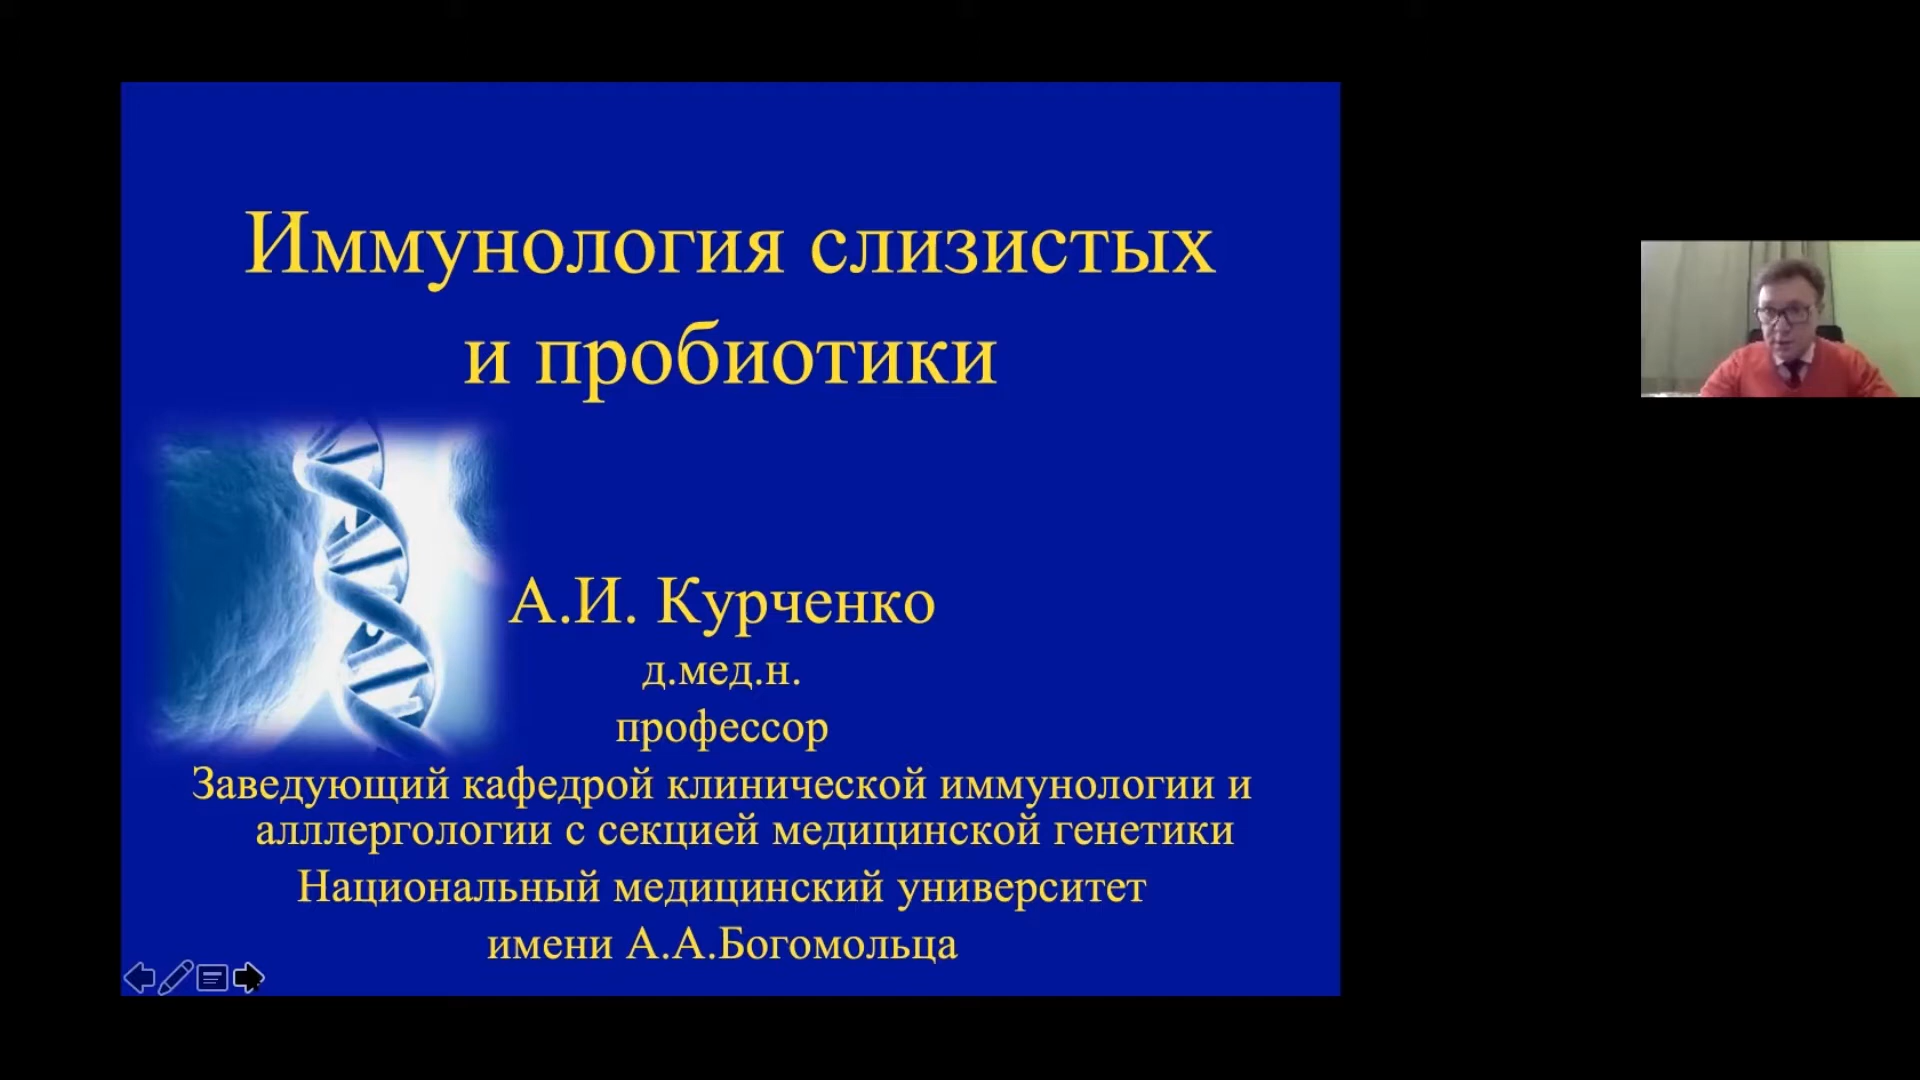 Иммунология слизистых
и пробиотики
А.И. Курченко
д.мед.н.
профессор
Заведующий кафедрой клинической иммунологии и
алллергологии с секцией медицинской генетики
Национальный медицинский университет
имени А.А.Богомольца